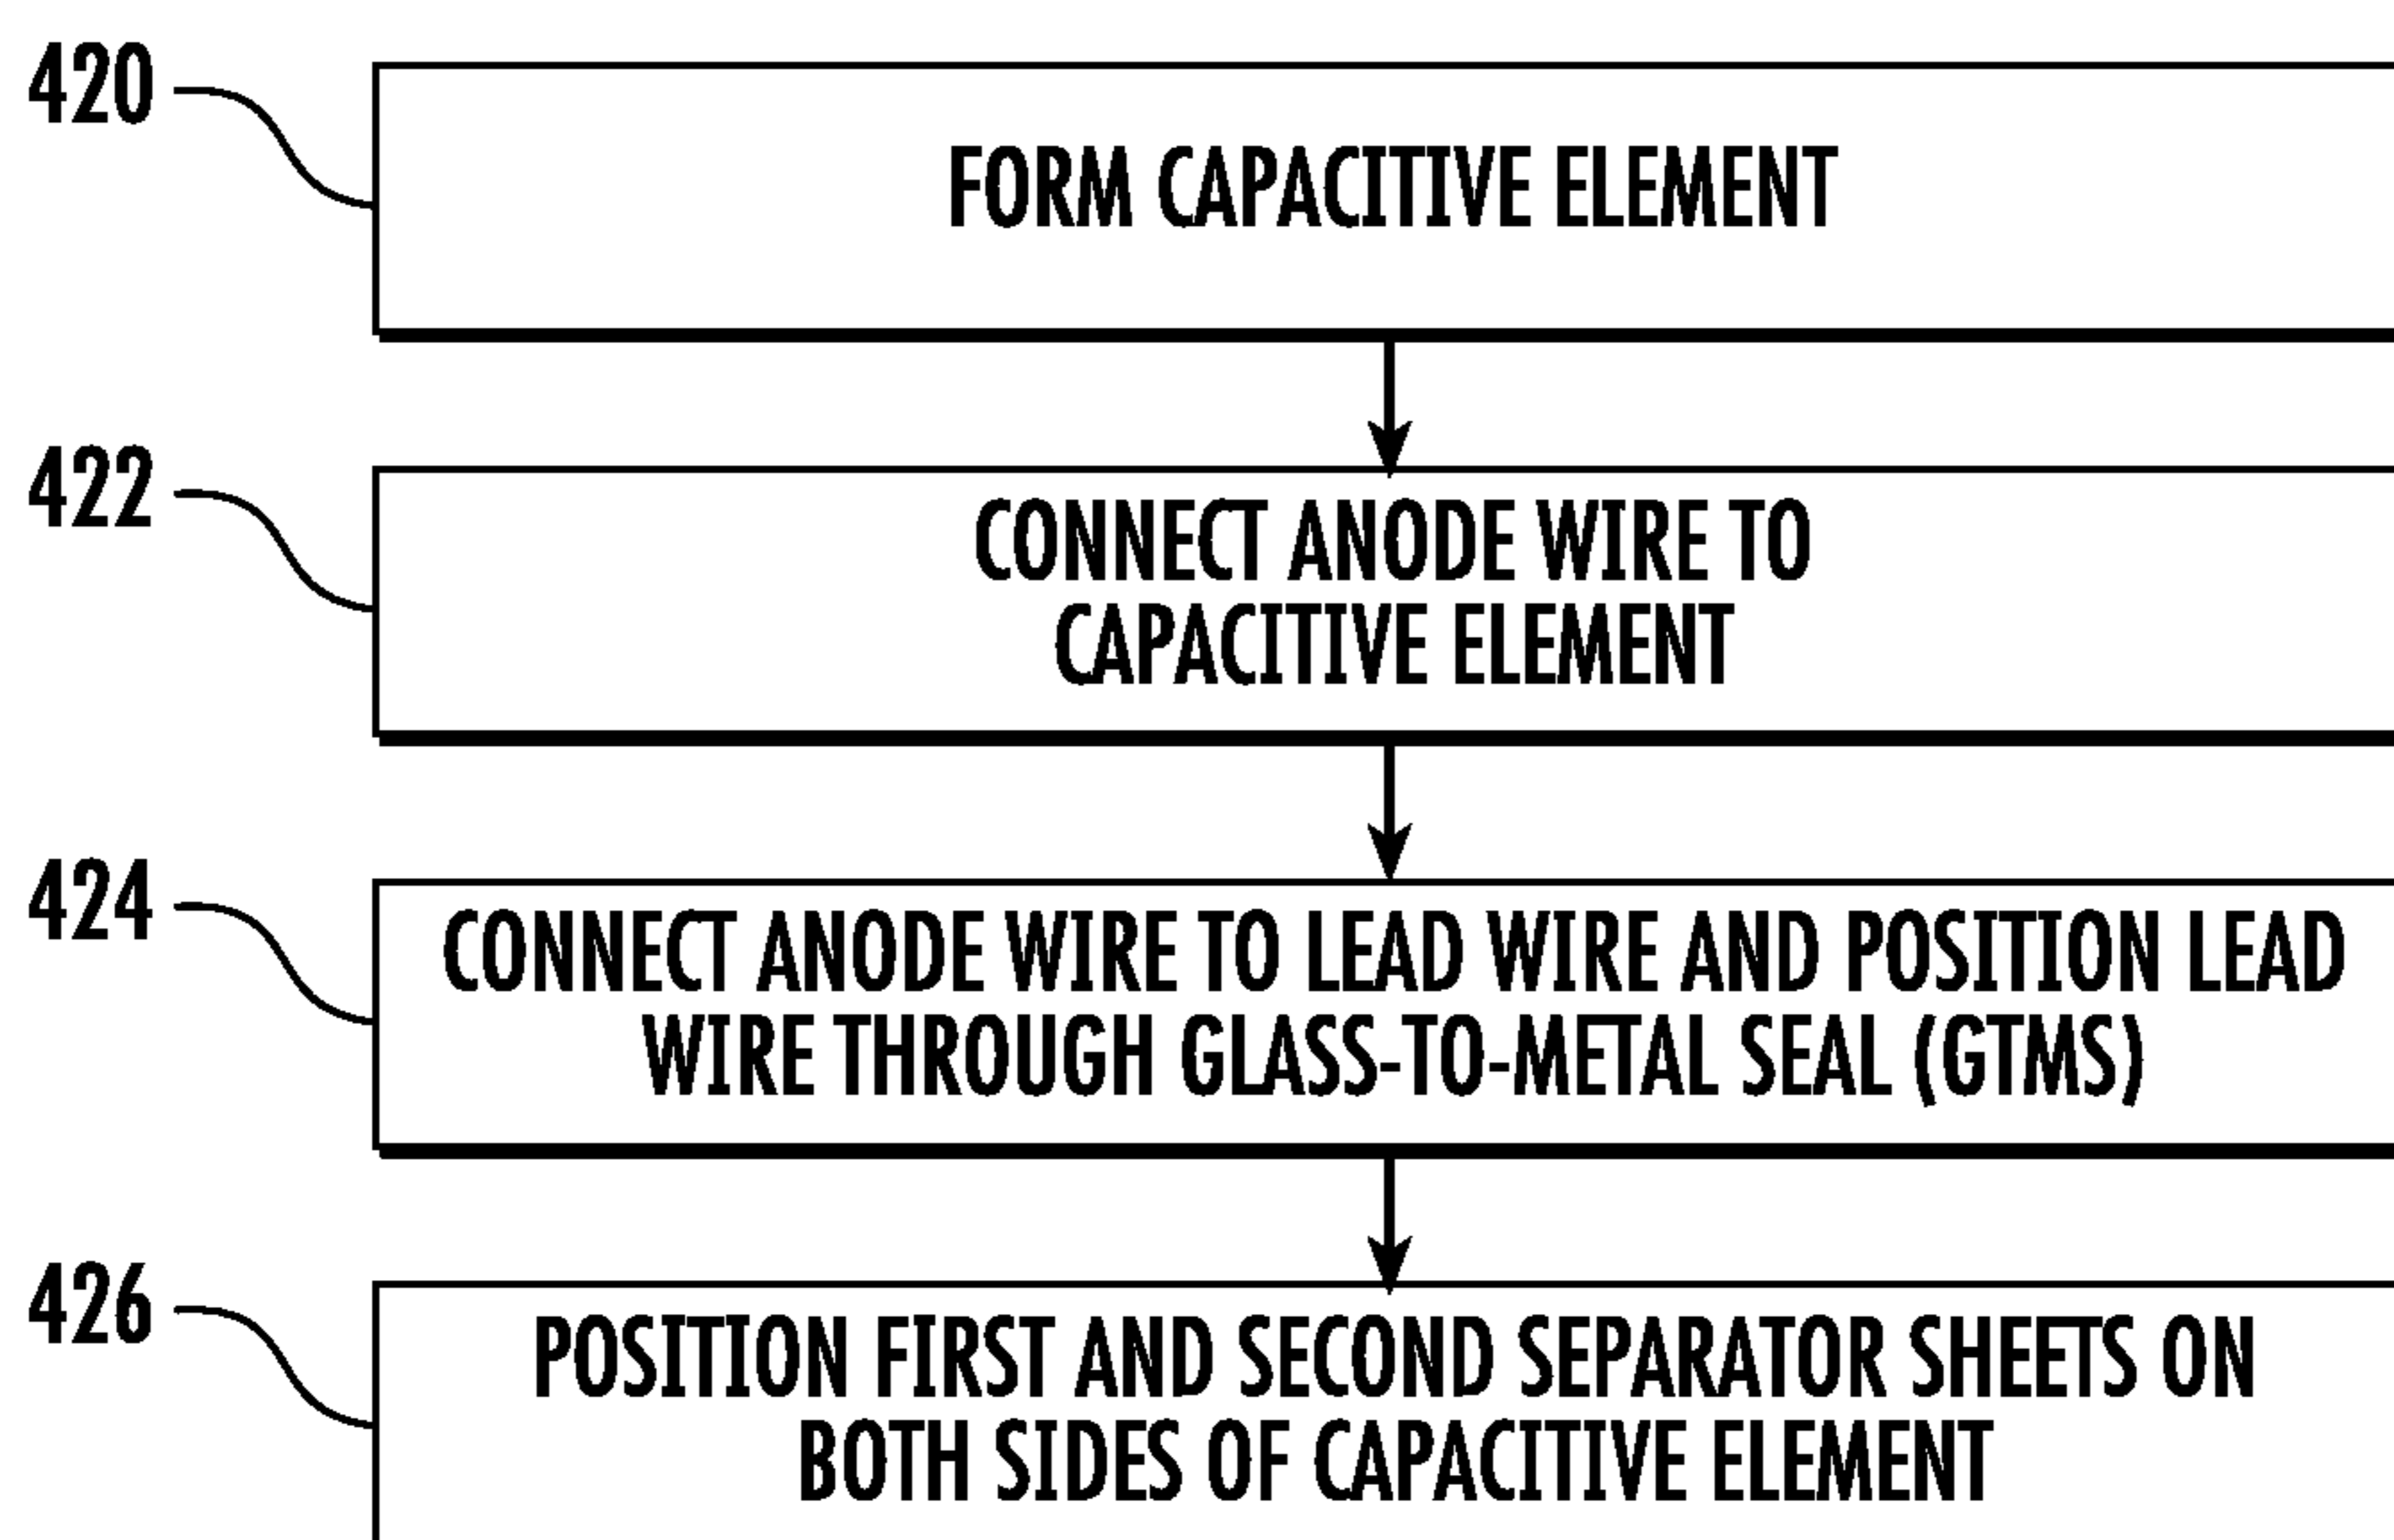 420
FORM CAPACITIVE ELEMENT
422
CONNECT ANODE WIRE TO
CAPACITIVE ELEMENT
424
CONNECT ANODE WIRE TO LEAD WIRE AND POSITION LEAD
WIRE THROUGH GLASS-TO-METAL SEAL (GTMS)
426
POSITION FIRST AND SECOND SEPARATOR SHEETS ON
BOTH SIDES OF CAPACITIVE ELEMENT